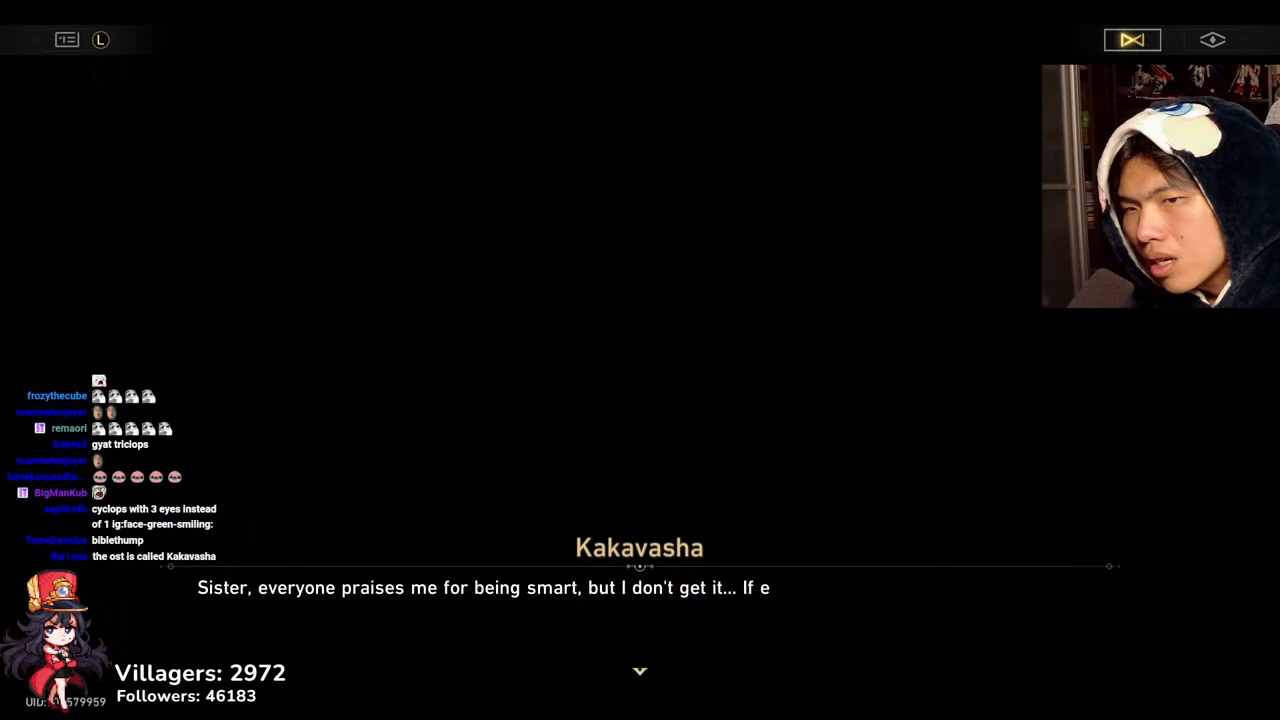 L
frozythecube
remaori
gyat triclops
BigManKub
cyclops with 3 eyes instead
of 1 ig:face-green-smiling:
biblethump
the ost is called Kakavasha
Kakavasha
Sister, everyone praises me for being smart, but I don't get it... If e
Villagers: 2972
Followers: 46183